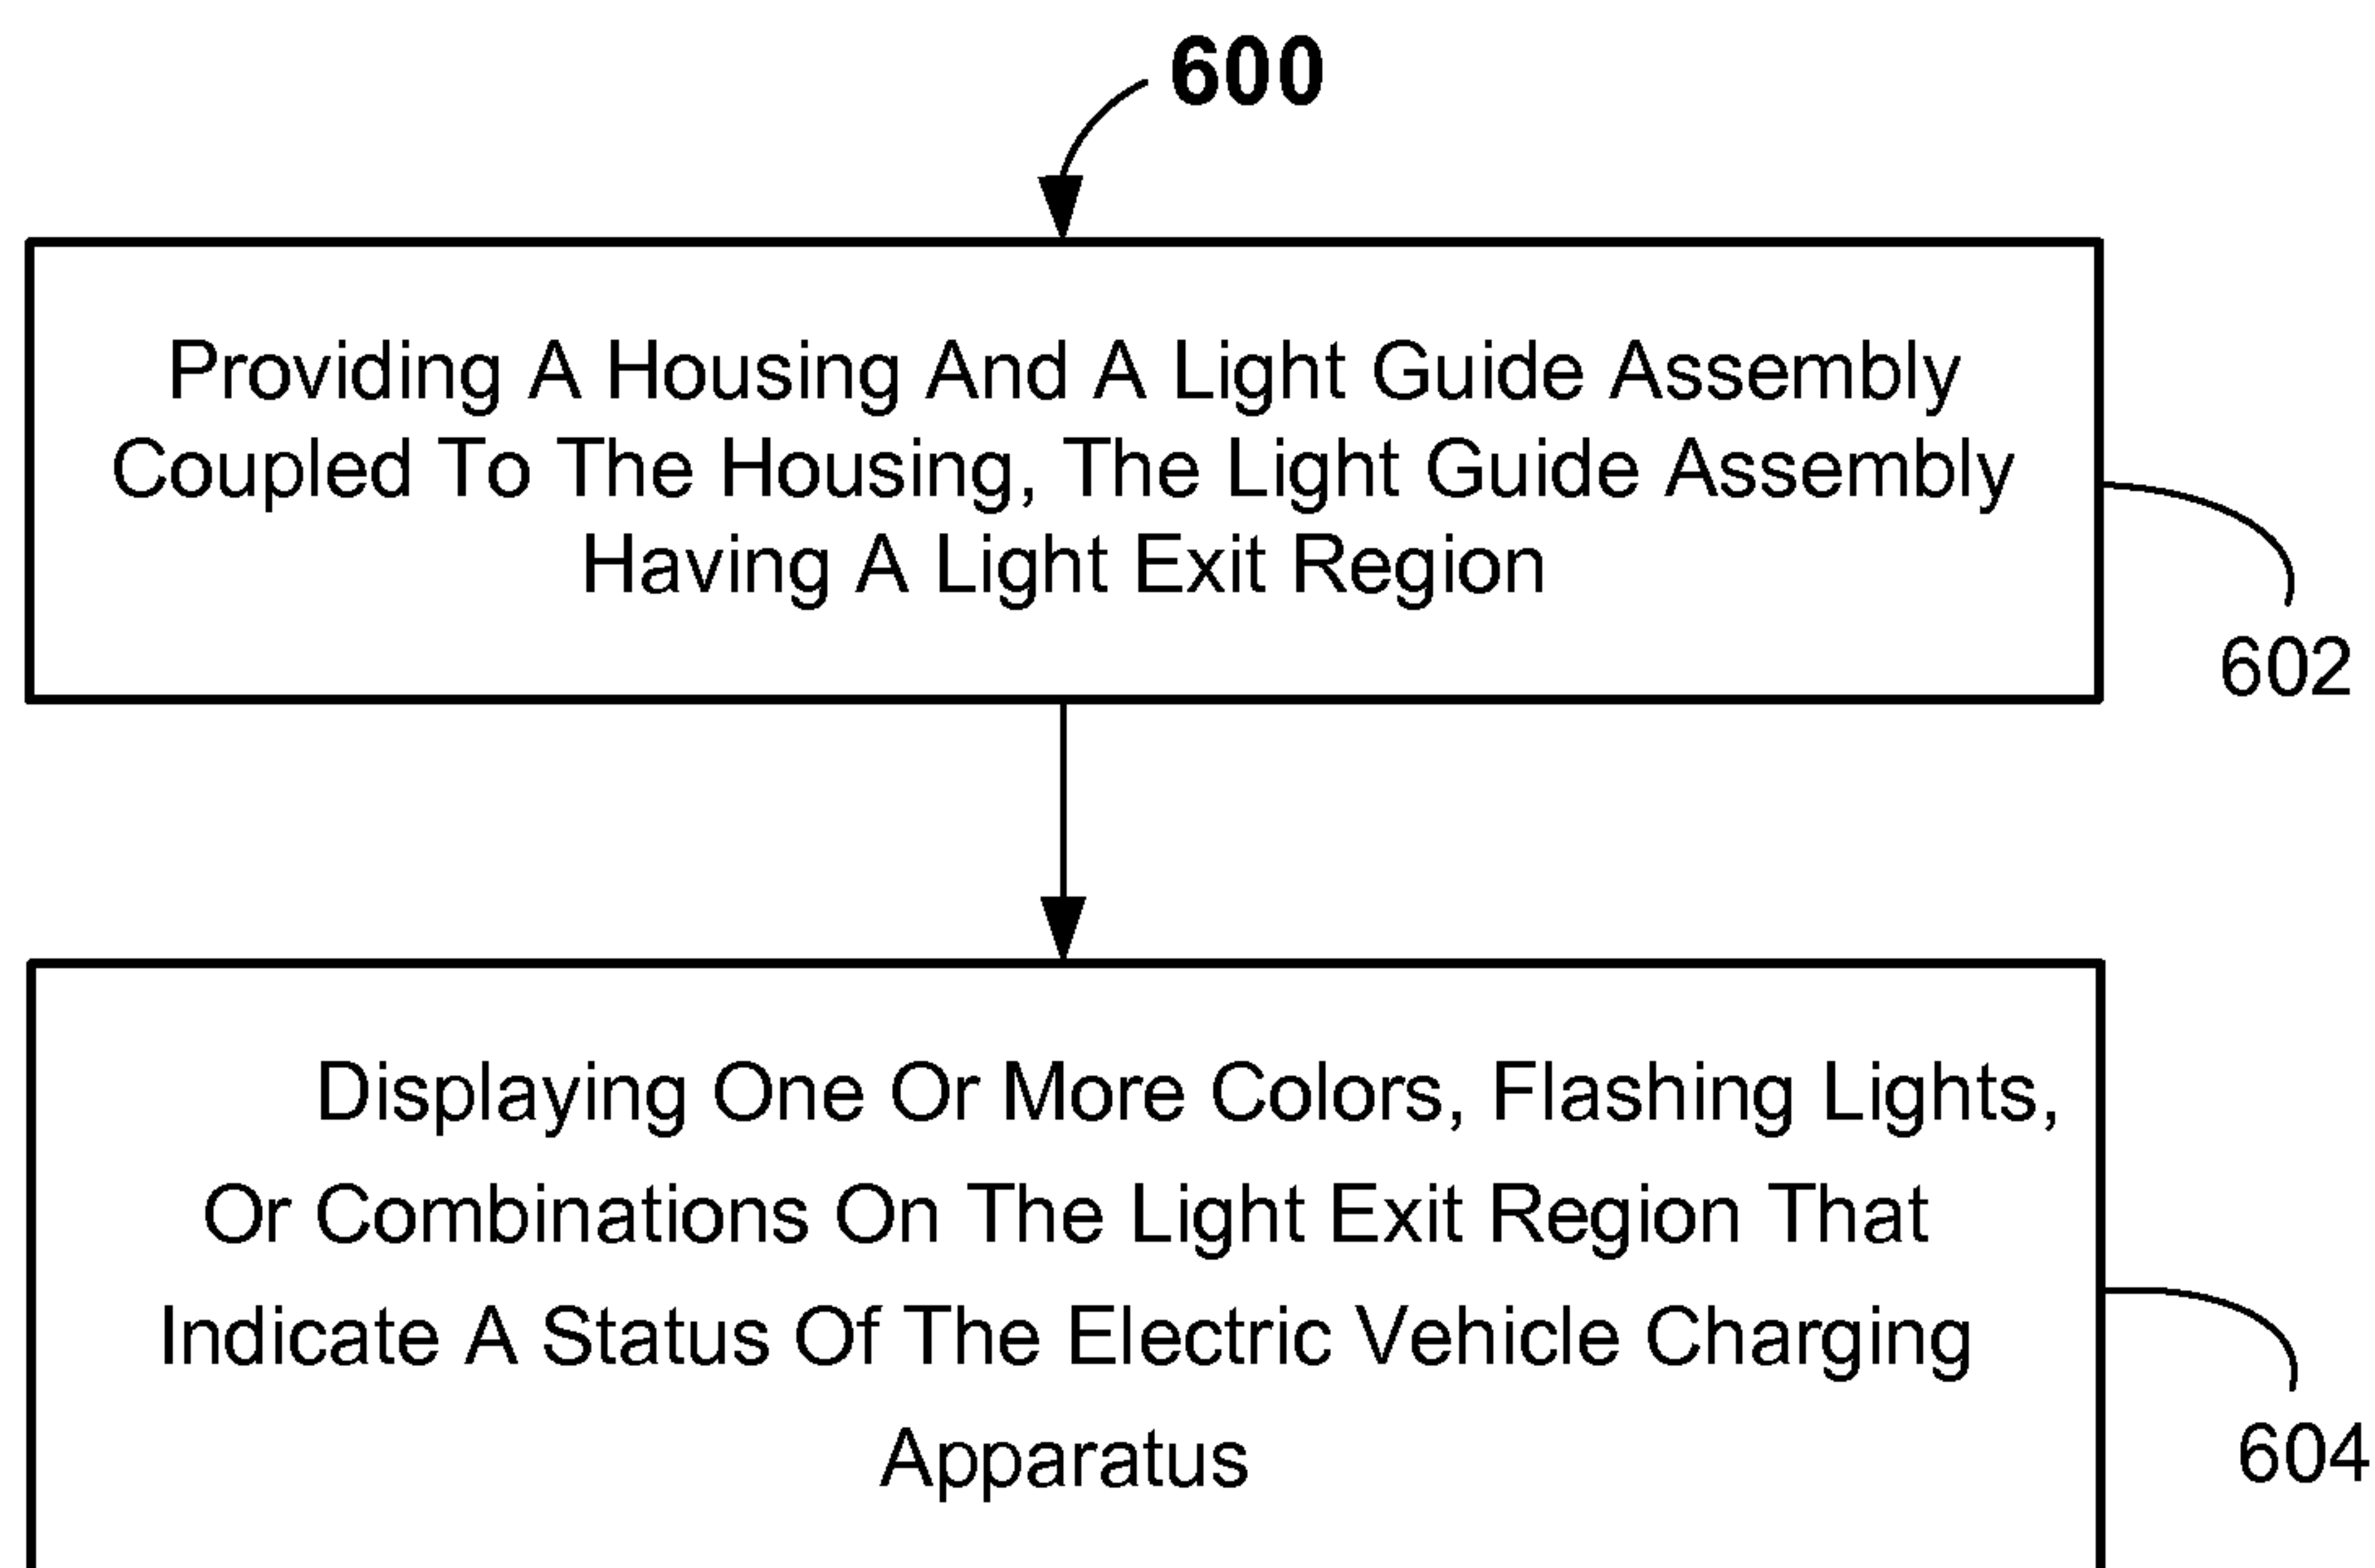 600
Providing A Housing And A Light Guide Assembly
Coupled To The Housing, The Light Guide Assembly
Having A Light Exit Region
602
Displaying One Or More Colors, Flashing Lights,
Or Combinations On The Light Exit Region That
Indicate A Status Of The Electric Vehicle Charging
Apparatus
604